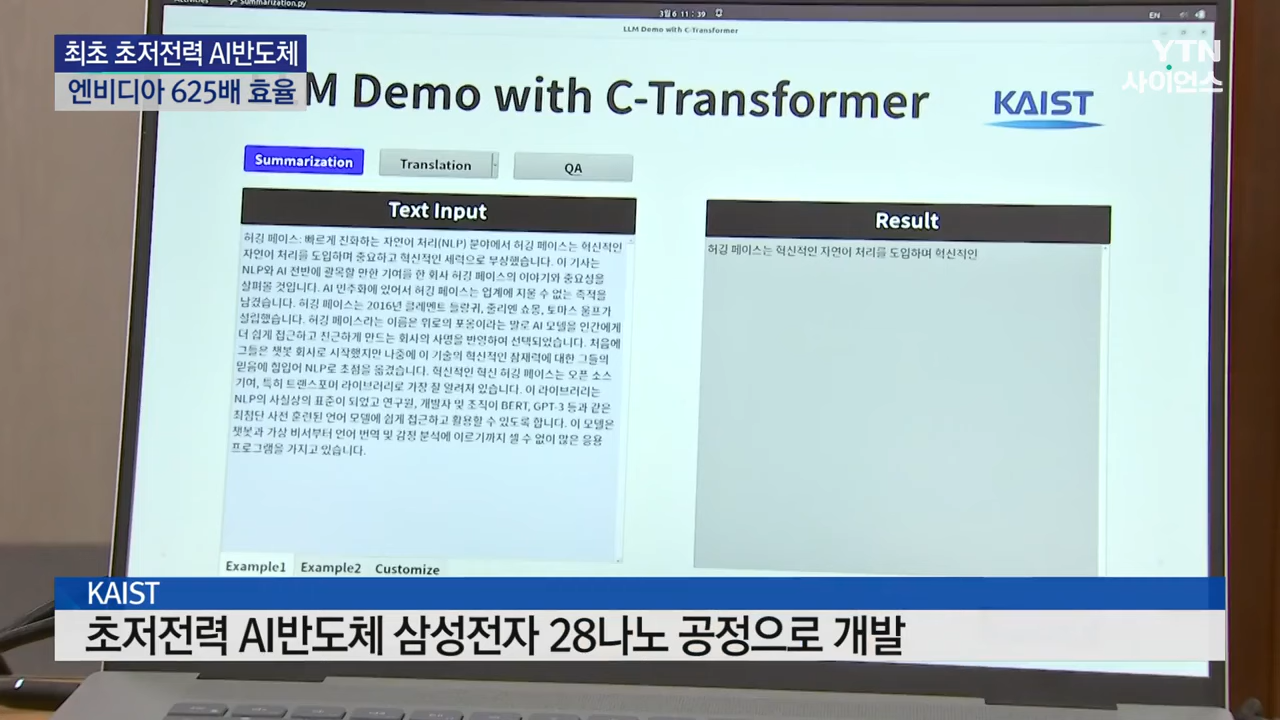 Activities
Summarization.py
3월 6 11 : 39
EN
LLM Demo with C-Transformer
최초 초저전력 AI반도체
엔비디아 625배 효율
YTN
사이언스
M Demo with C-Transformer
KAIST
Summarization
Translation
QA
Text Input
허깅 페이스: 빠르게 진화하는 자연어 처리(NLP) 분야에서 허깅 페이스는 혁신적인
자연어 처리를 도입하며 중요하고 혁신적인 세력으로 부상했습니다. 이 기사는
NLP와 AI 전반에 괄목할 만한 기여를 한 회사 허깅 페이스의 이야기와 중요성을
살펴볼 것입니다. AI 민주화에 있어서 허깅 페이스는 업계에 지울 수 없는 족적을
남겼습니다. 허깅 페이스는 2016년 클레멘트 들랑귀, 줄리엔 쇼몽, 토마스 울프가
설립했습니다. 허깅 페이스라는 이름은 위로의 포옹이라는 말로 AI 모델을 인간에게
더 쉽게 접근하고 친근하게 만드는 회사의 사명을 반영하여 선택되었습니다. 처음에
그들은 챗봇 회사로 시작했지만 나중에 이 기술의 혁신적인 잠재력에 대한 그들의
믿음에 힘입어 NLP로 초점을 옮겼습니다. 혁신적인 혁신 허깅 페이스는 오픈 소스
기여, 특히 트랜스포머 라이브러리로 가장 잘 알려져 있습니다. 이 라이브러리는
NLP의 사실상의 표준이 되었고 연구원, 개발자 및 조직이 BERT, GPT-3 등과 같은
최첨단 사전 훈련된 언어 모델에 쉽게 접근하고 활용할 수 있도록 합니다. 이 모델은
챗봇과 가상 비서부터 언어 번역 및 감정 분석에 이르기까지 셀 수 없이 많은 응용
프로그램을 가지고 있습니다.
Result
허깅 페이스는 혁신적인 자연어 처리를 도입하며 혁신적인
Example1
Example2
Customize
KAIST
초저전력 AI반도체 삼성전자 28나노 공정으로 개발